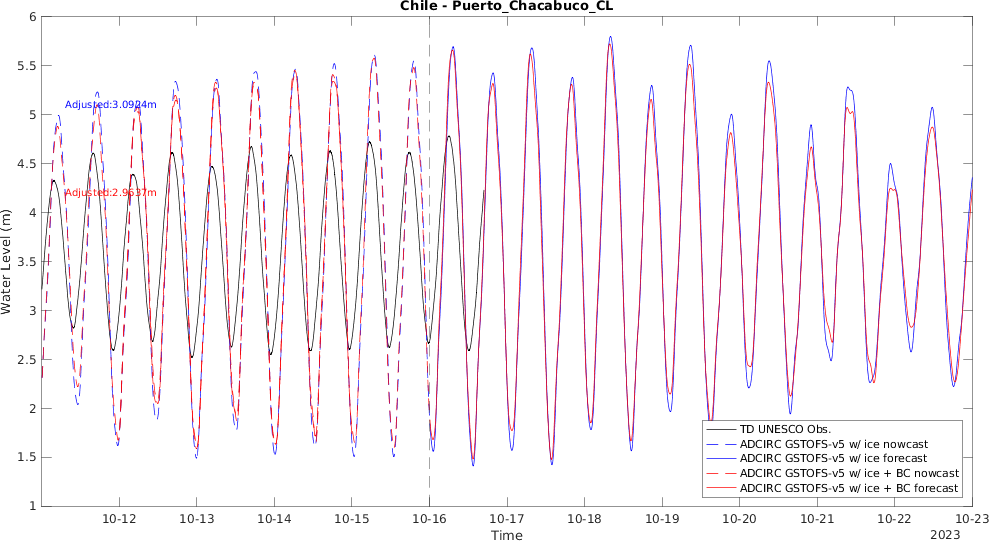 Chile - Puerto_Chacabuco_CL
6
5.5
5
4.5
4
3.5
3
2.5
2
1.5
1
Water Level (m)
Adjusted:3.0924m
Adjusted:2.9637m
TD UNESCO Obs.
ADCIRC GSTOFS-v5 w/ ice nowcast
ADCIRC GSTOFS-v5 w/ ice forecast
ADCIRC GSTOFS-v5 w/ ice + BC nowcast
ADCIRC GSTOFS-v5 w/ ice + BC forecast
10-12 10-13 10-14 10-15 10-16 10-17 10-18 10-19 10-20 10-21 10-22 10-23
Time
2023